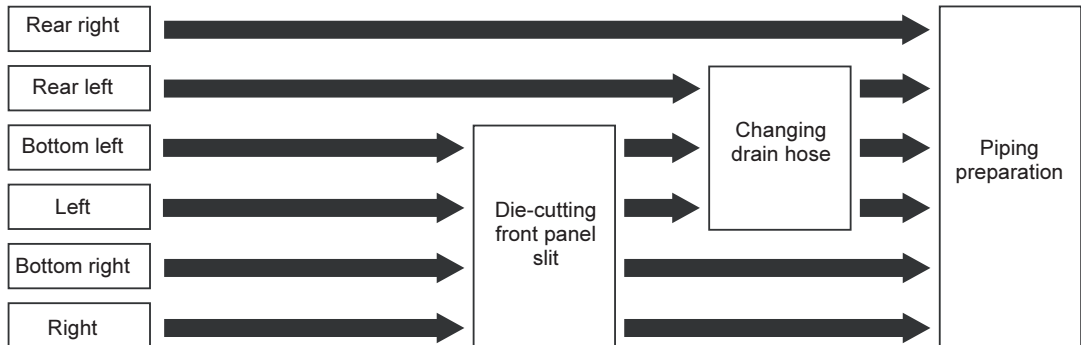 Rear right
Rear left
Bottom left
Left
Bottom right
Right
Die-cutting
front panel
slit
Changing
drain hose
Piping
preparation